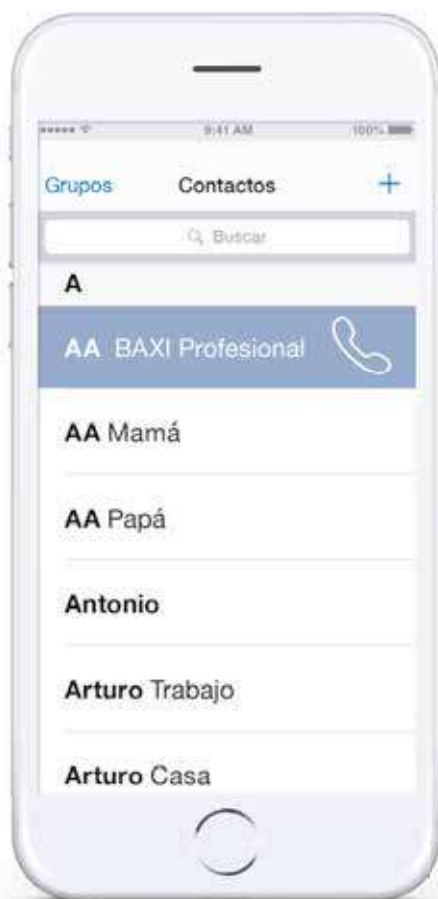 9:41 AM 100%
Grupos Contactos +
Buscar
A
AA BAXI Profesional
AA Mamá
AA Papá
Antonio
Arturo Trabajo
Arturo Casa